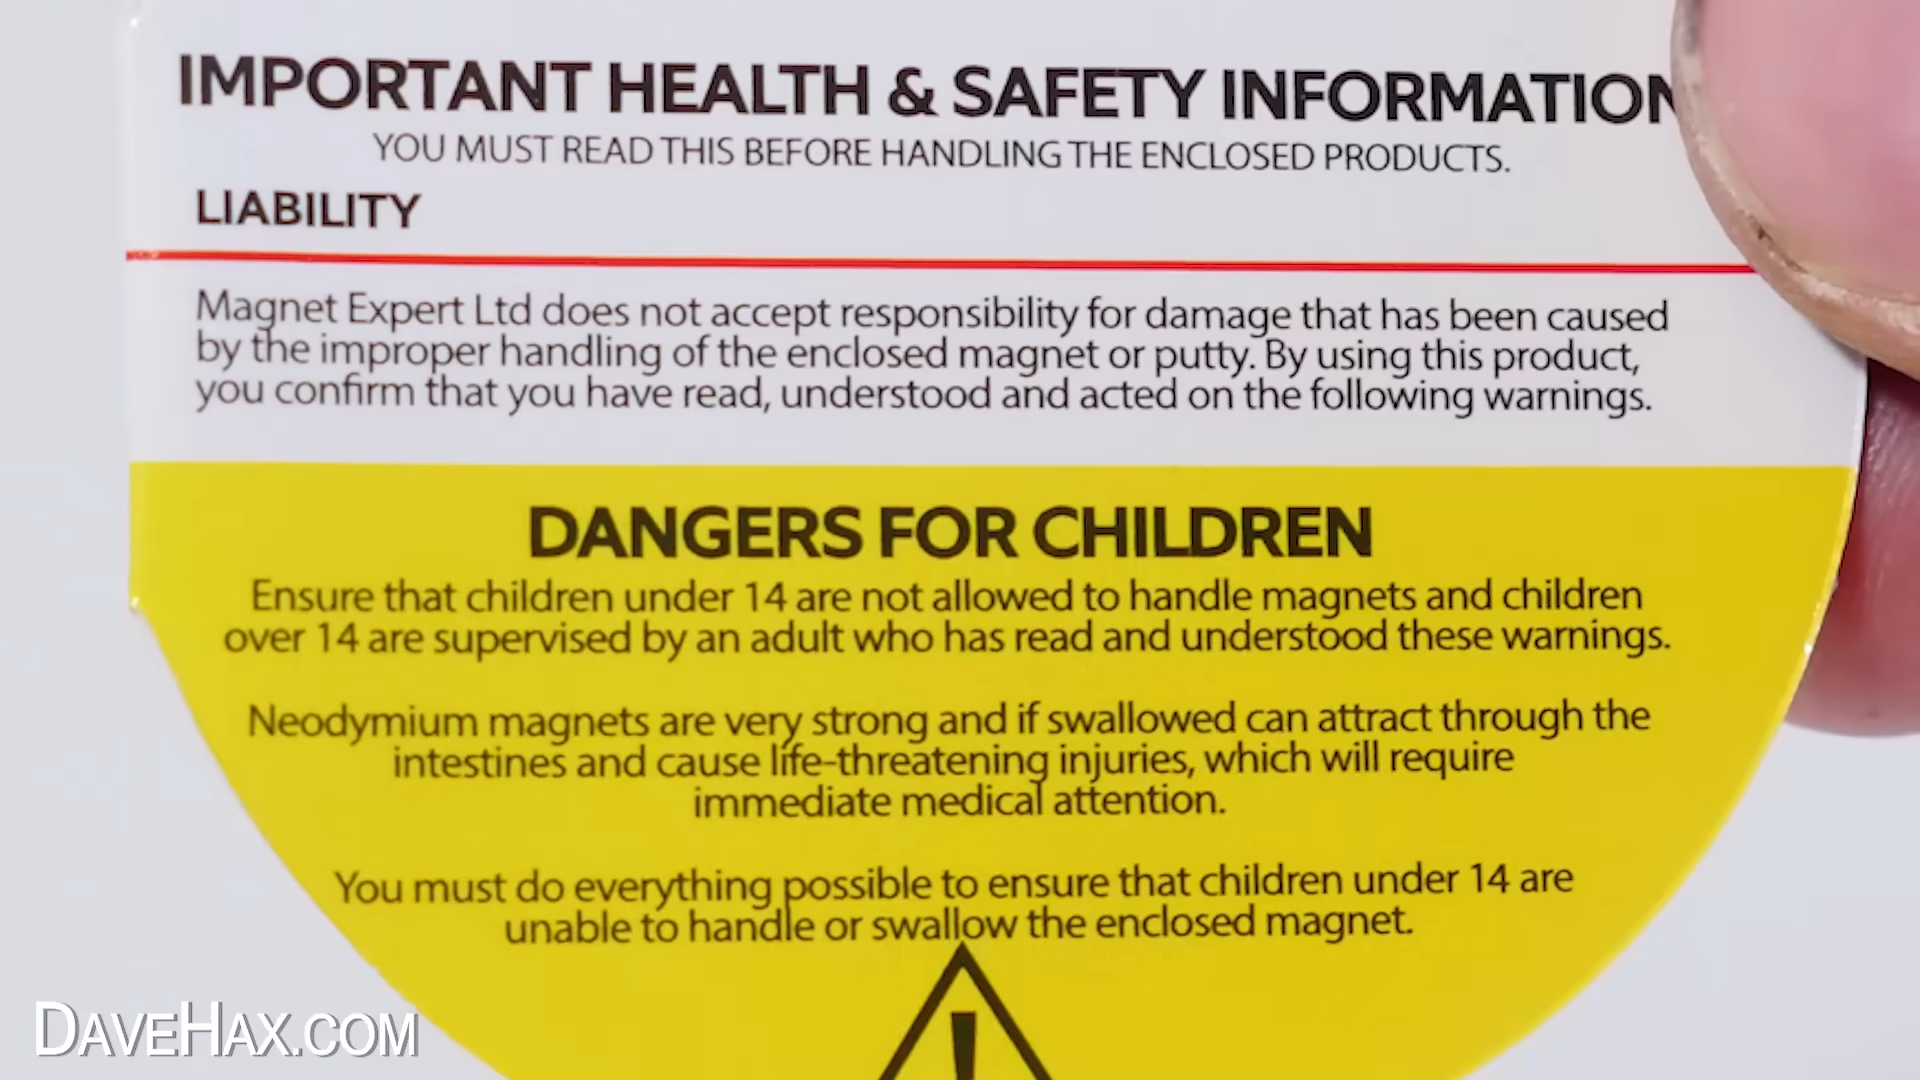 IMPORTANT HEALTH & SAFETY INFORMATION
YOU MUST READ THIS BEFORE HANDLING THE ENCLOSED PRODUCTS.
LIABILITY
Magnet Expert Ltd does not accept responsibility for damage that has been caused
by the improper handling of the enclosed magnet or putty. By using this product,
you confirm that you have read, understood and acted on the following warnings.
DANGERS FOR CHILDREN
Ensure that children under 14 are not allowed to handle magnets and children
over 14 are supervised by an adult who has read and understood these warnings.
Neodymium magnets are very strong and if swallowed can attract through the
intestines and cause life-threatening injuries, which will require
immediate medical attention.
You must do everything possible to ensure that children under 14 are
unable to handle or swallow the enclosed magnet.
!
DAVEHAX.COM